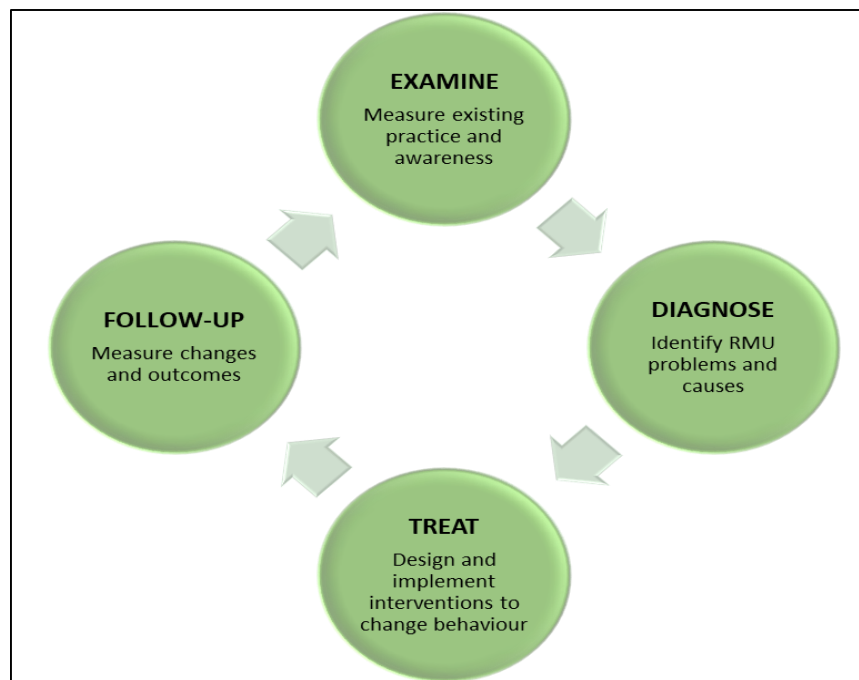 EXAMINE
Measure existing
practice and
awareness
DIAGNOSE
Identify RMU
problems and
causes
TREAT
Design and
implement
interventions to
change behaviour
FOLLOW-UP
Measure changes
and outcomes